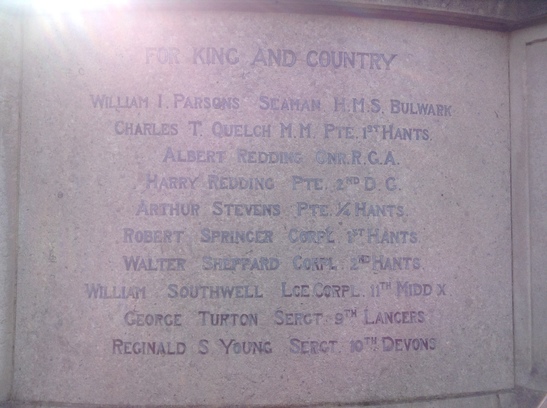 FOR KING AND COUNTRY
WILLIAM I. PARSONS SEAMAN H.M.S. BULWARK
CHARLES T. QUELCH M.M. PTE. 1ST HANTS.
ALBERT REDDING GNR. R.G.A.
HARRY REDDING PTE. 2ND D.G.
ARTHUR STEVENS PTE. 1/4 HANTS.
ROBERT SPRINGER CORPL. 1ST HANTS.
WALTER SHEPPARD CORPL. 2ND HANTS.
WILLIAM SOUTHWELL LCE CORPL. 11TH MIDDX
GEORGE TURTON SERGT. 9TH LANCERS
REGINALD S YOUNG SERGT. 10TH DEVONS